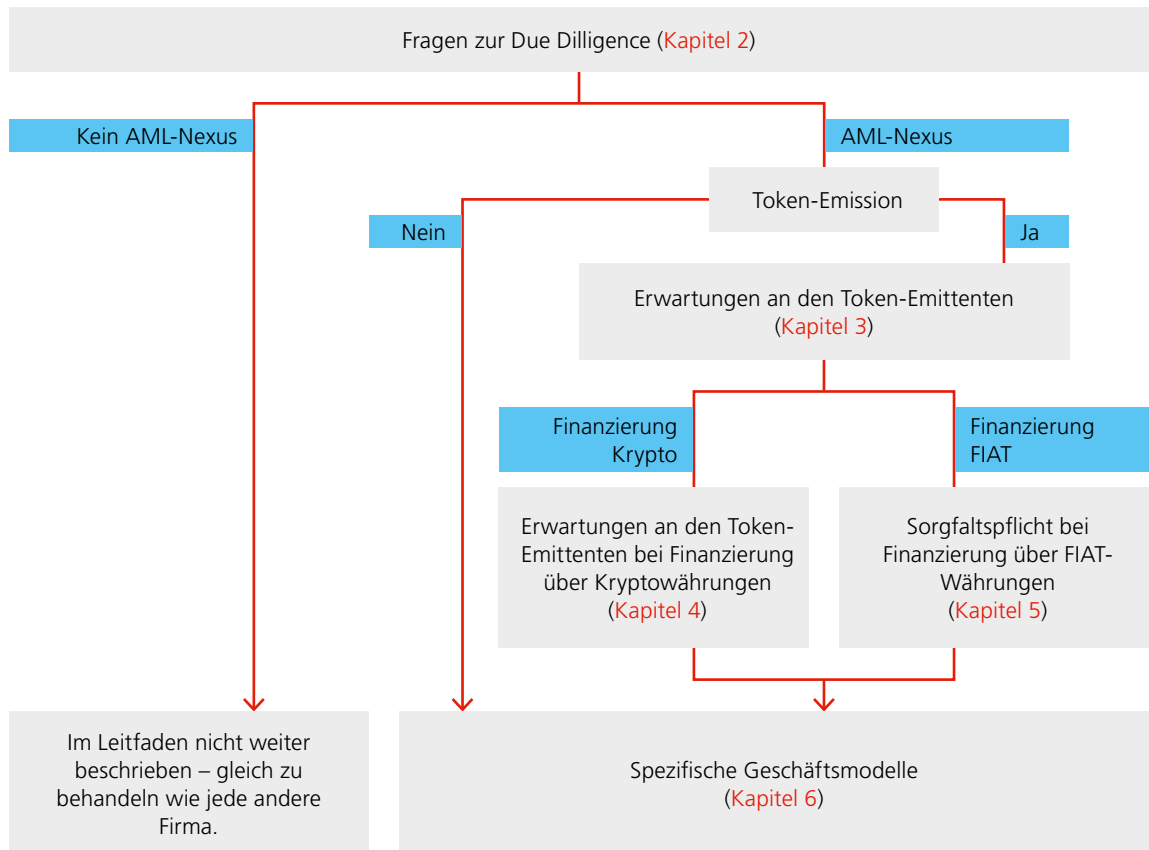 Fragen zur Due Dilligence (Kapitel 2)
Kein AML-Nexus
AML-Nexus
Token-Emission
Nein
Ja
Erwartungen an den Token-Emittenten
(Kapitel 3)
Finanzierung
Krypto
Finanzierung
FIAT
Erwartungen an den Token-
Emittenten bei Finanzierung
über Kryptowährungen
(Kapitel 4)
Sorgfaltspflicht bei
Finanzierung über FIAT-
Währungen
(Kapitel 5)
Im Leitfaden nicht weiter
beschrieben – gleich zu
behandeln wie jede andere
Firma.
Spezifische Geschäftsmodelle
(Kapitel 6)